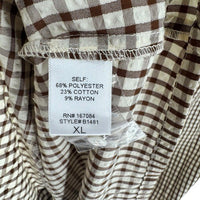 SELF:
68% POLYESTER
23% COTTON
9% RAYON
RN# 167084
STYLE# B1481
XL